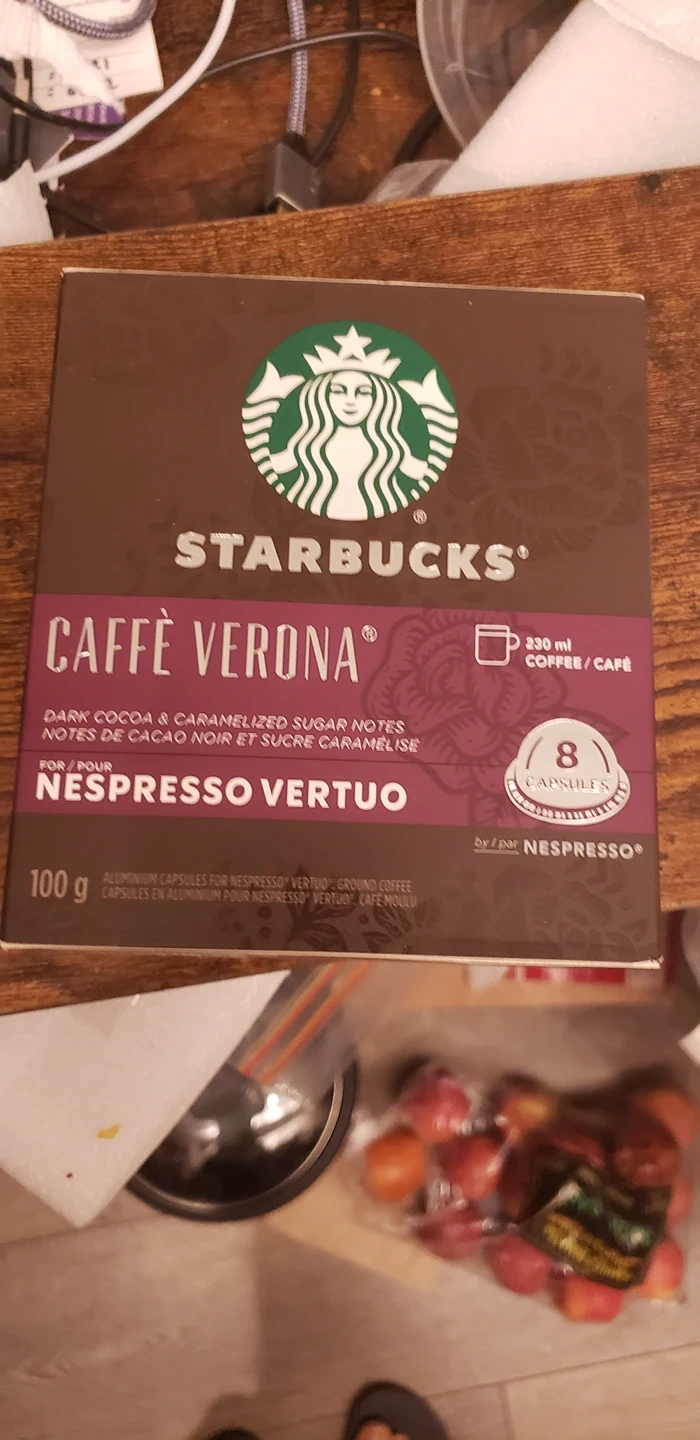 STARBUCKS®
CAFFÈ VERONA®
230 ml
COFFEE / CAFÉ
DARK COCOA & CARAMELIZED SUGAR NOTES
NOTES DE CACAO NOIR ET SUCRE CARAMÉLISÉ
FOR / POUR
NESPRESSO VERTUO
8
CAPSULES
by / par NESPRESSO®
100 g
ALUMINIUM CAPSULES FOR NESPRESSO® VERTUO®. GROUND COFFEE
CAPSULES EN ALUMINIUM POUR NESPRESSO® VERTUO®. CAFÉ MOULU